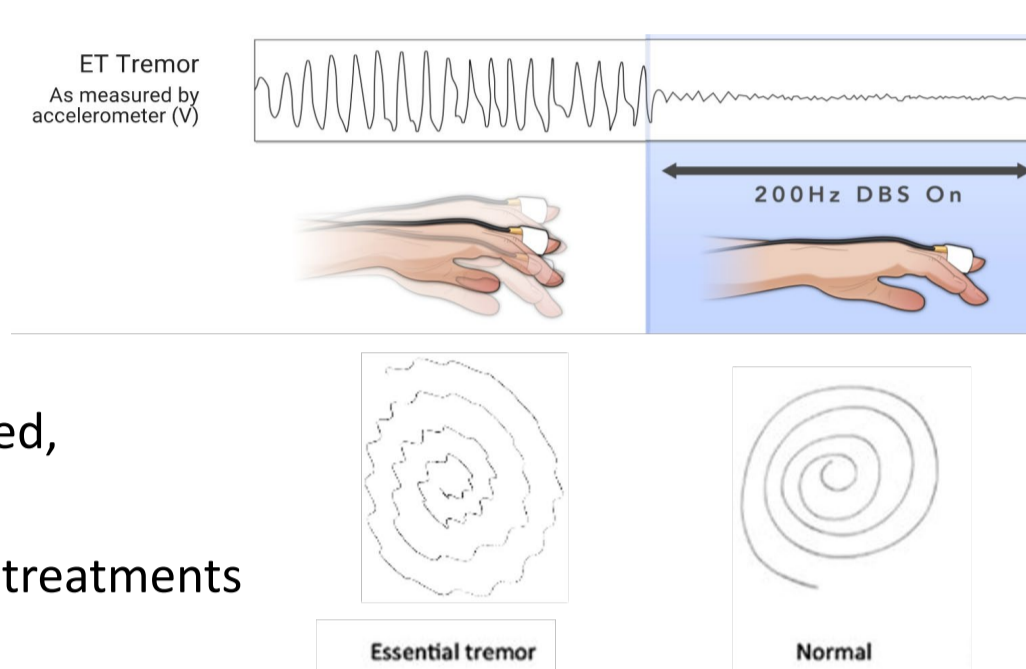 ET Tremor
As measured by
accelerometer (V)
200Hz DBS On
ed,
treatments
Essential tremor
Normal